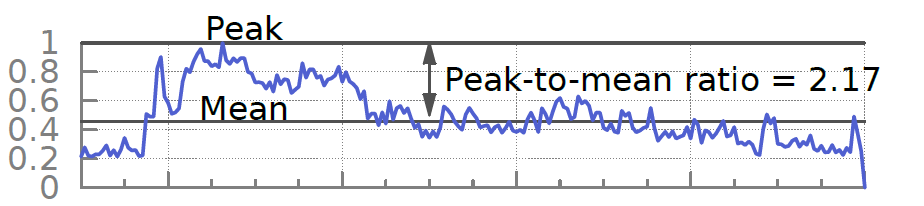 Peak
1
0.8
Peak-to-mean ratio = 2.17
0.6
Mean
0.4
0.2
0